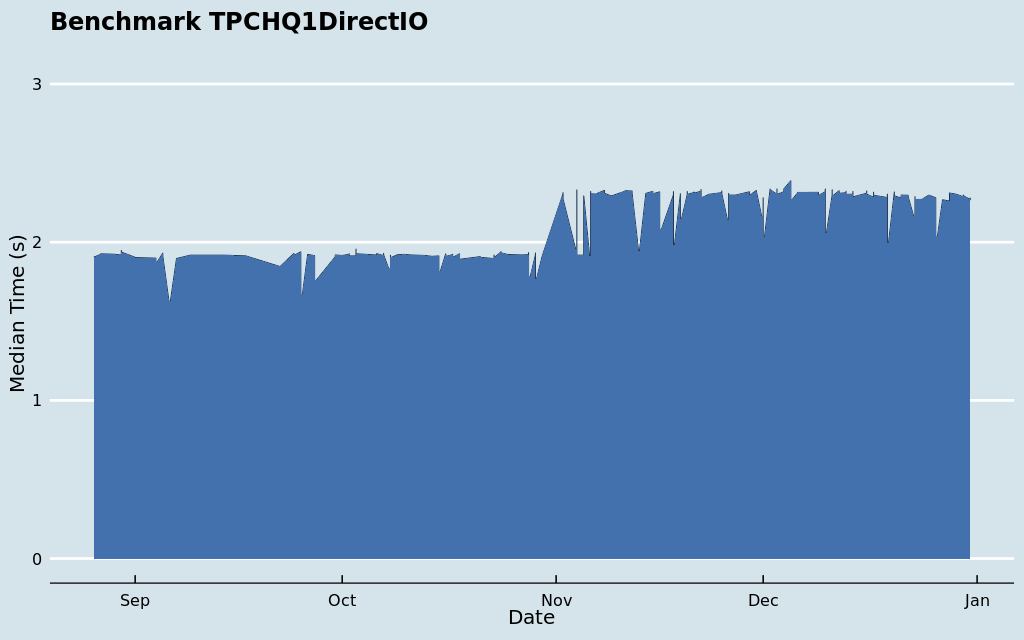 Benchmark TPCHQ1DirectIO
3
2
1
0
Median Time (s)
Sep Oct Nov Dec Jan
Date